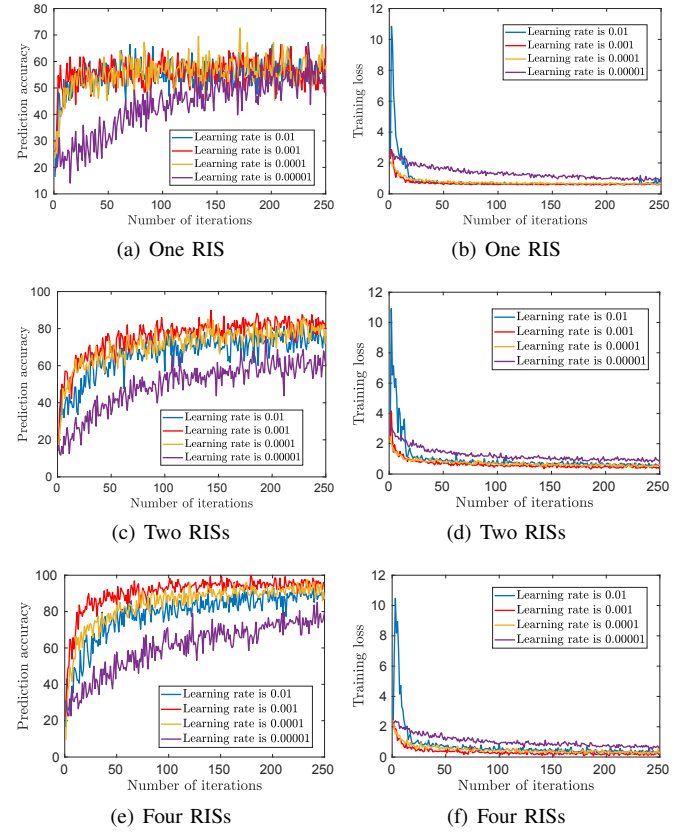 80
70
60
50
40
30
20
10
Prediction accuracy
Learning rate is 0.01
Learning rate is 0.001
Learning rate is 0.0001
Learning rate is 0.00001
0 50 100 150 200 250
Number of iterations
(a) One RIS
12
10
8
6
4
2
0
Training loss
Learning rate is 0.01
Learning rate is 0.001
Learning rate is 0.0001
Learning rate is 0.00001
0 50 100 150 200 250
Number of iterations
(b) One RIS
100
80
60
40
20
0
Prediction accuracy
Learning rate is 0.01
Learning rate is 0.001
Learning rate is 0.0001
Learning rate is 0.00001
0 50 100 150 200 250
Number of iterations
(c) Two RISs
12
10
8
6
4
2
0
Training loss
Learning rate is 0.01
Learning rate is 0.001
Learning rate is 0.0001
Learning rate is 0.00001
0 50 100 150 200 250
Number of iterations
(d) Two RISs
100
80
60
40
20
0
Prediction accuracy
Learning rate is 0.01
Learning rate is 0.001
Learning rate is 0.0001
Learning rate is 0.00001
0 50 100 150 200 250
Number of iterations
(e) Four RISs
12
10
8
6
4
2
0
Training loss
Learning rate is 0.01
Learning rate is 0.001
Learning rate is 0.0001
Learning rate is 0.00001
0 50 100 150 200 250
Number of iterations
(f) Four RISs